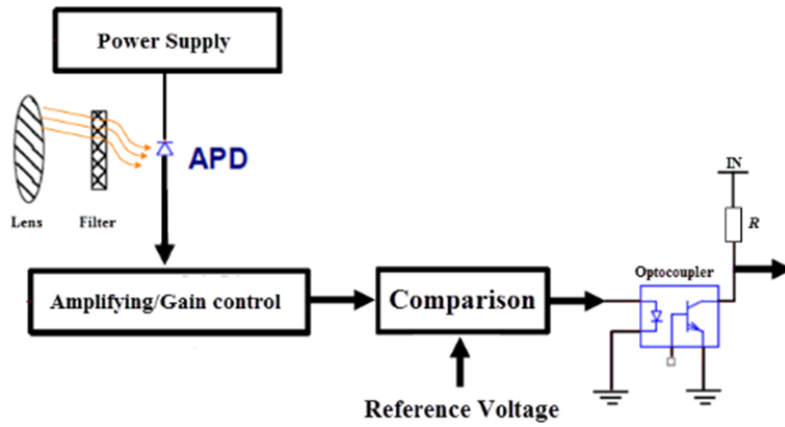 Power Supply
APD
Lens
Filter
IN
R
Optocoupler
Amplifying/Gain control
Comparison
Reference Voltage